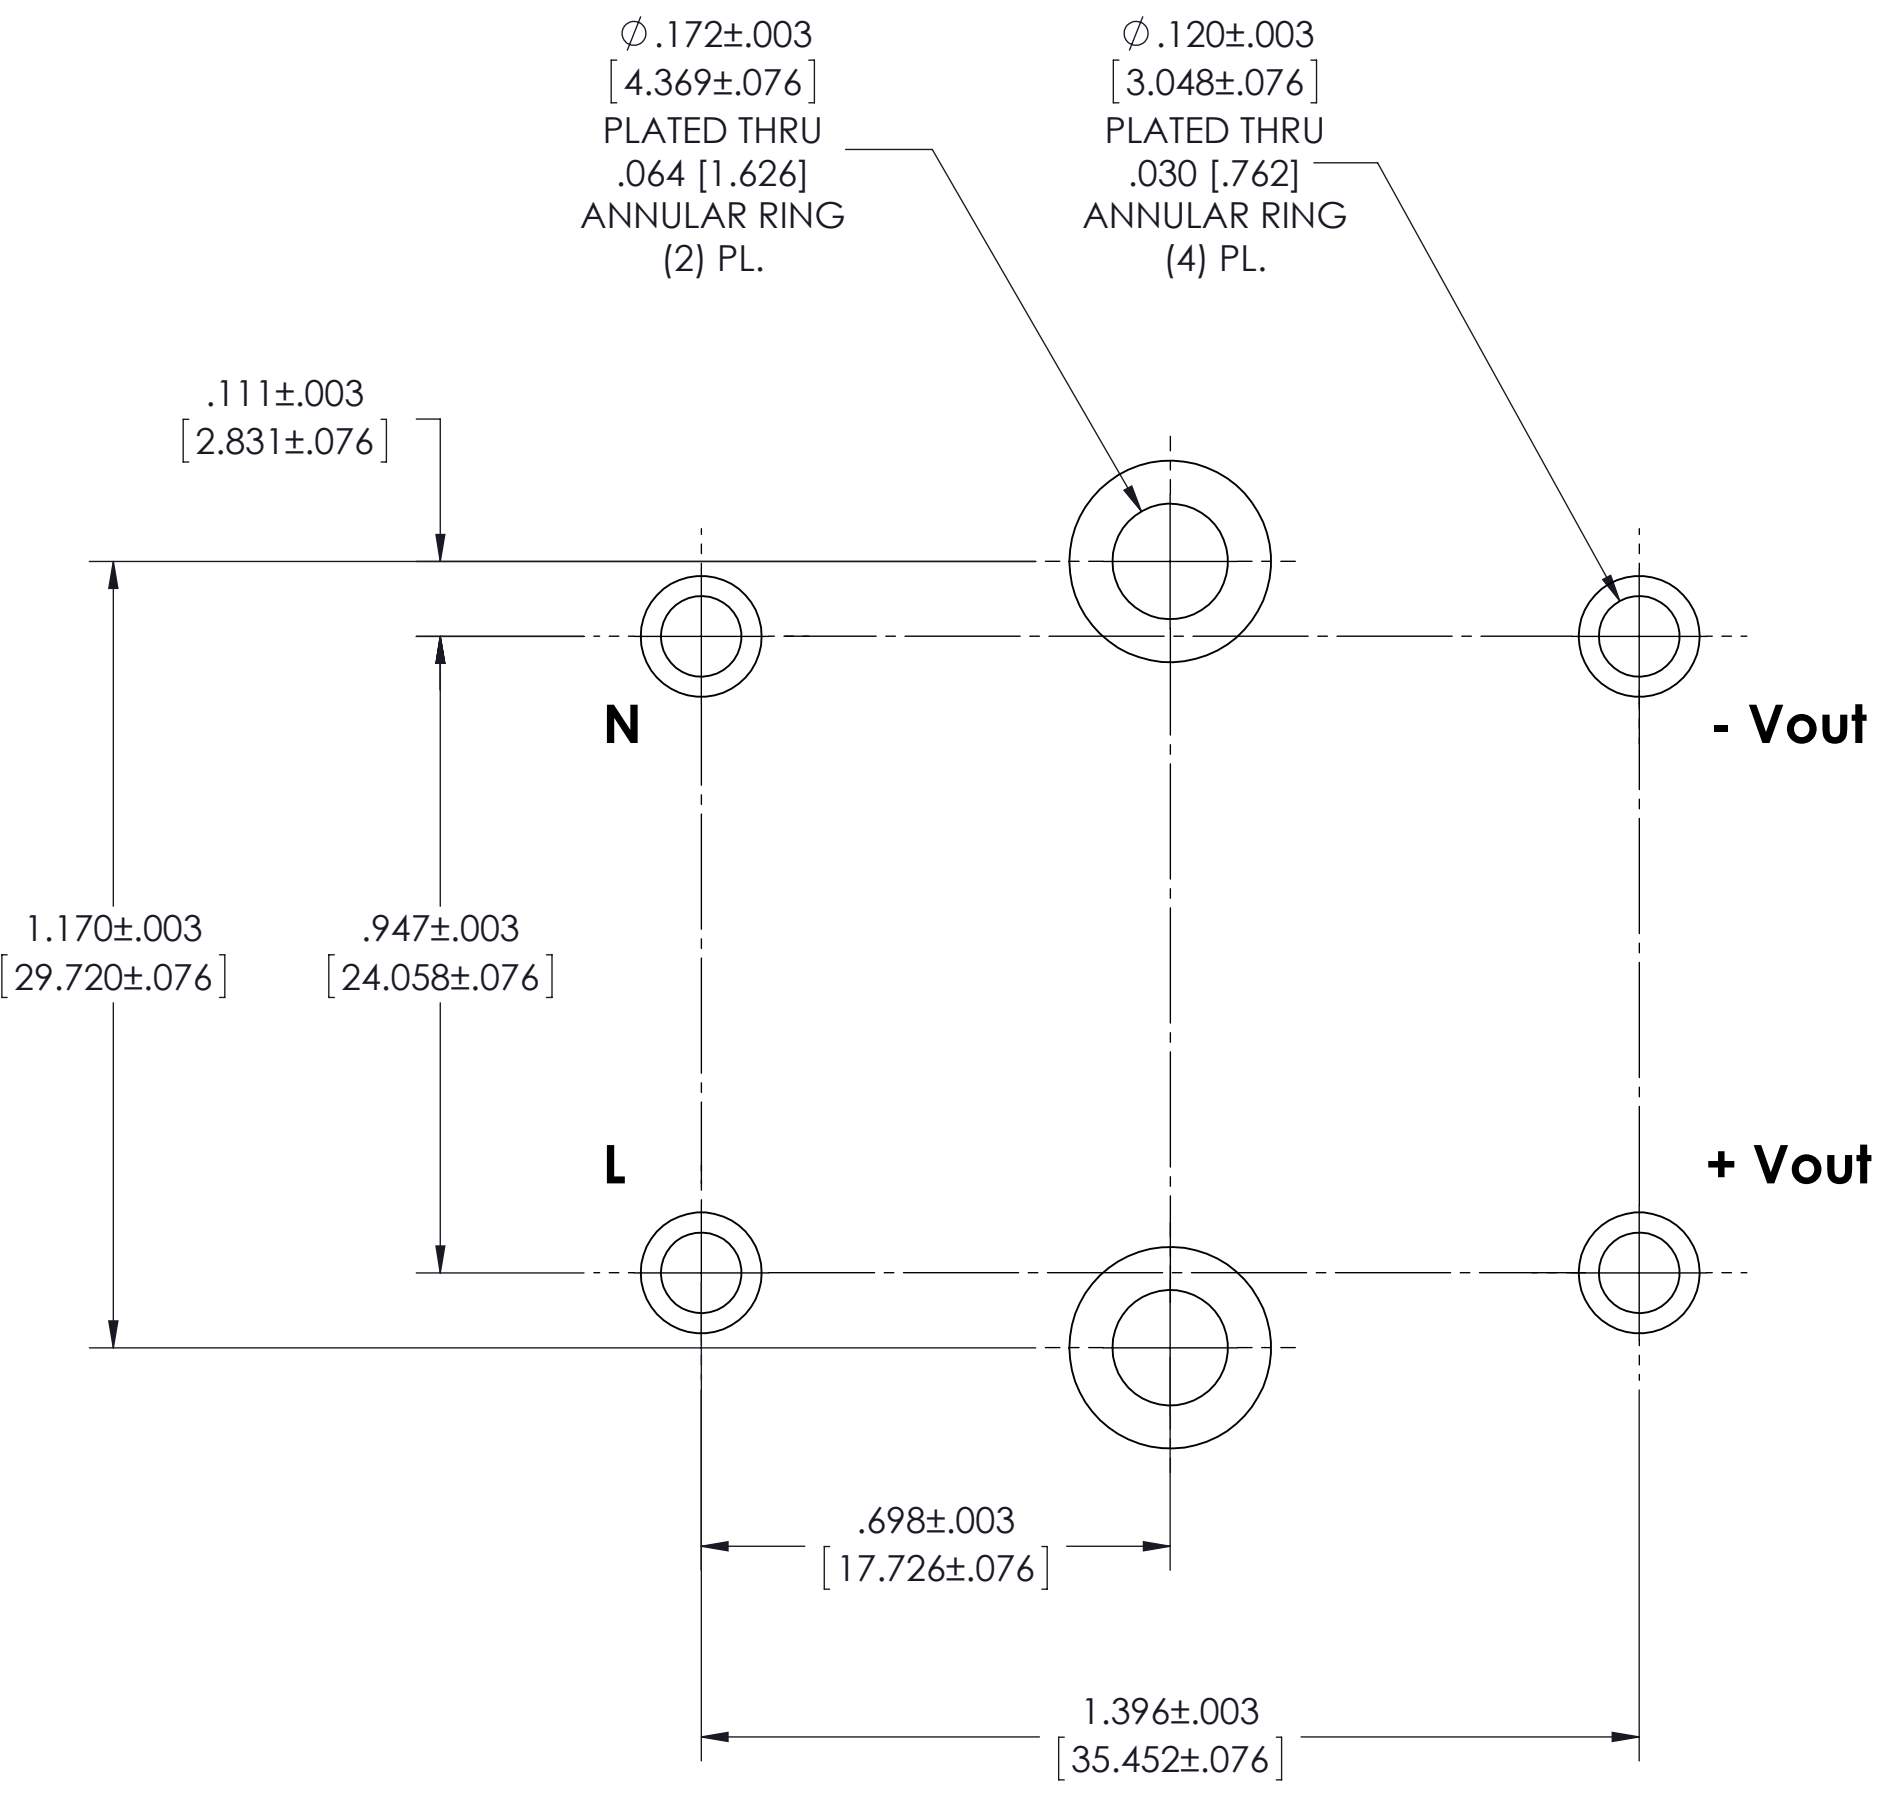 ∅.172±.003
[4.369±.076]
PLATED THRU
.064 [1.626]
ANNULAR RING
(2) PL.
∅.120±.003
[3.048±.076]
PLATED THRU
.030 [.762]
ANNULAR RING
(4) PL.
.111±.003
[2.831±.076]
N
- Vout
1.170±.003
[29.720±.076]
.947±.003
[24.058±.076]
L
+ Vout
.698±.003
[17.726±.076]
1.396±.003
[35.452±.076]